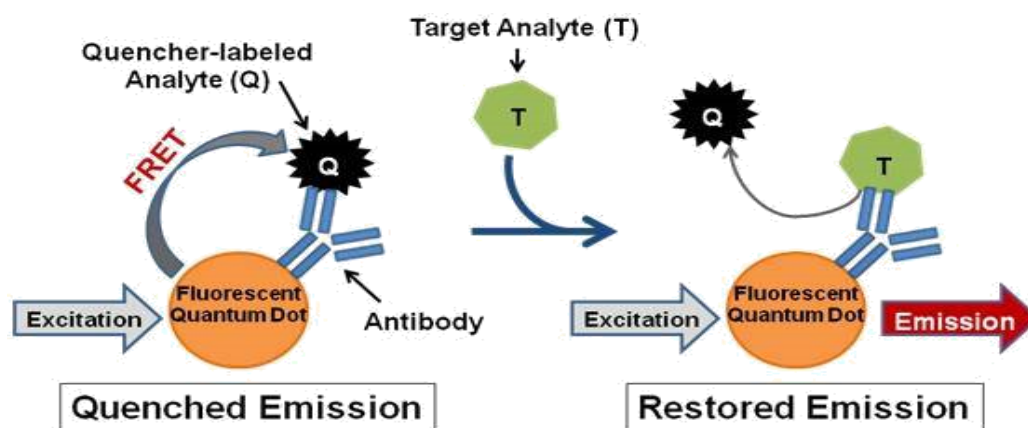 Quencher-labeled
Analyte (Q)
FRET
Q
Excitation
Fluorescent
Quantum Dot
Antibody
Quenched Emission
Target Analyte (T)
T
Q
T
Excitation
Fluorescent
Quantum Dot
Emission
Restored Emission